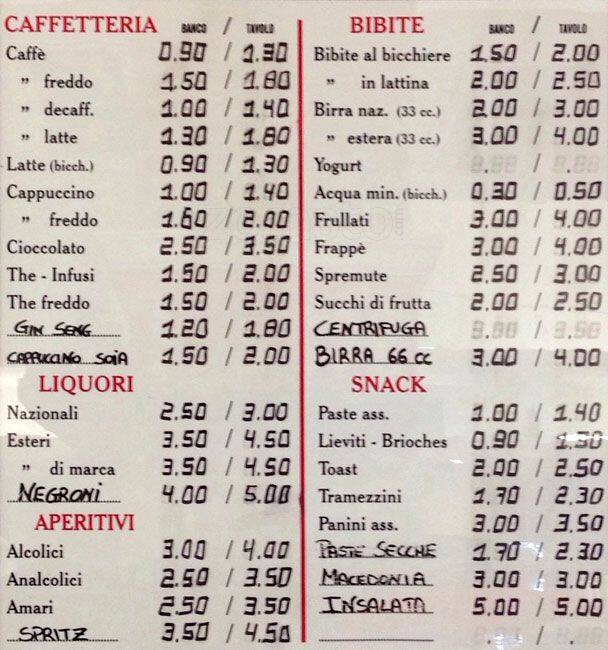 CAFFETTERIA BANCO / TAVOLO
Caffè 0.90 / 1.30
" freddo 1.50 / 1.80
" decaff. 1.00 / 1.40
" latte 1.30 / 1.80
Latte (bicch.) 0.90 / 1.30
Cappuccino 1.00 / 1.40
" freddo 1.60 / 2.00
Cioccolato 2.50 / 3.50
The - Infusi 1.50 / 2.00
The freddo 1.50 / 2.00
GIN SENG 1.20 / 1.80
CAPPUCCINO SOIA 1.50 / 2.00
LIQUORI
Nazionali 2.50 / 3.00
Esteri 3.50 / 4.50
" di marca 3.50 / 4.50
NEGRONI 4.00 / 5.00
APERITIVI
Alcolici 3.00 / 4.00
Analcolici 2.50 / 3.50
Amari 2.50 / 3.50
SPRITZ 3.50 / 4.50
BIBITE BANCO / TAVOLO
Bibite al bicchiere 1.50 / 2.00
" in lattina 2.00 / 2.50
Birra naz. (33 cc.) 2.00 / 3.00
" estera (33 cc.) 3.00 / 4.00
Yogurt . / .
Acqua min. (bicch.) 0.30 / 0.50
Frullati 3.00 / 4.00
Frappè 3.00 / 4.00
Spremute 2.50 / 3.00
Succhi di frutta 2.00 / 2.50
CENTRIFUGA /
BIRRA 66 cc 3.00 / 4.00
SNACK
Paste ass. 1.00 / 1.40
Lieviti - Brioches 0.90 / 1.30
Toast 2.00 / 2.50
Tramezzini 1.70 / 2.30
Panini ass. 3.00 / 3.50
PASTE SECCHE 1.70 / 2.30
MACEDONIA 3.00 / 3.00
INSALATA 5.00 / 5.00
. / .